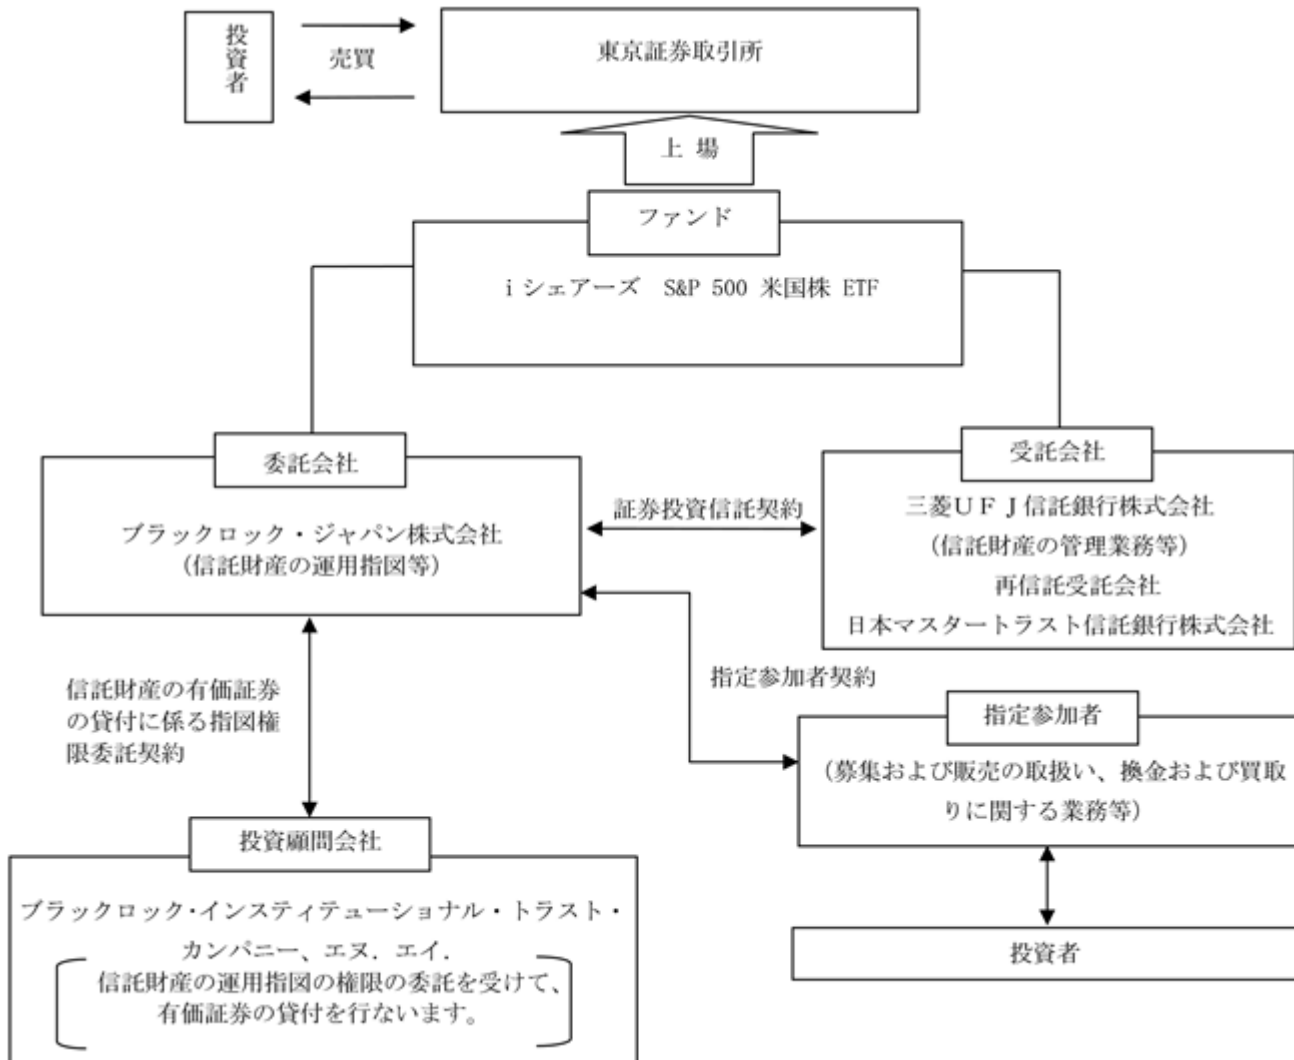 投資者
売買
東京証券取引所
上 場
ファンド
i シェアーズ　S&P 500 米国株 ETF
委託会社
ブラックロック・ジャパン株式会社
(信託財産の運用指図等)
証券投資信託契約
受託会社
三菱ＵＦＪ信託銀行株式会社
(信託財産の管理業務等)
再信託受託会社
日本マスタートラスト信託銀行株式会社
信託財産の有価証券
の貸付に係る指図権
限委託契約
指定参加者契約
指定参加者
(募集および販売の取扱い、換金および買取
りに関する業務等)
投資顧問会社
ブラックロック・インスティテューショナル・トラスト・
カンパニー、エヌ．エイ．
信託財産の運用指図の権限の委託を受けて、
有価証券の貸付を行ないます。
投資者